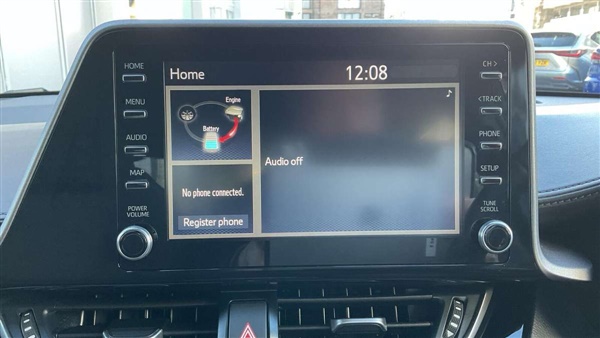 HOME
MENU
AUDIO
MAP
POWER
VOLUME
Home
12:08
Engine
Battery
No phone connected.
Register phone
Audio off
CH >
< TRACK
PHONE
SETUP
TUNE
SCROLL